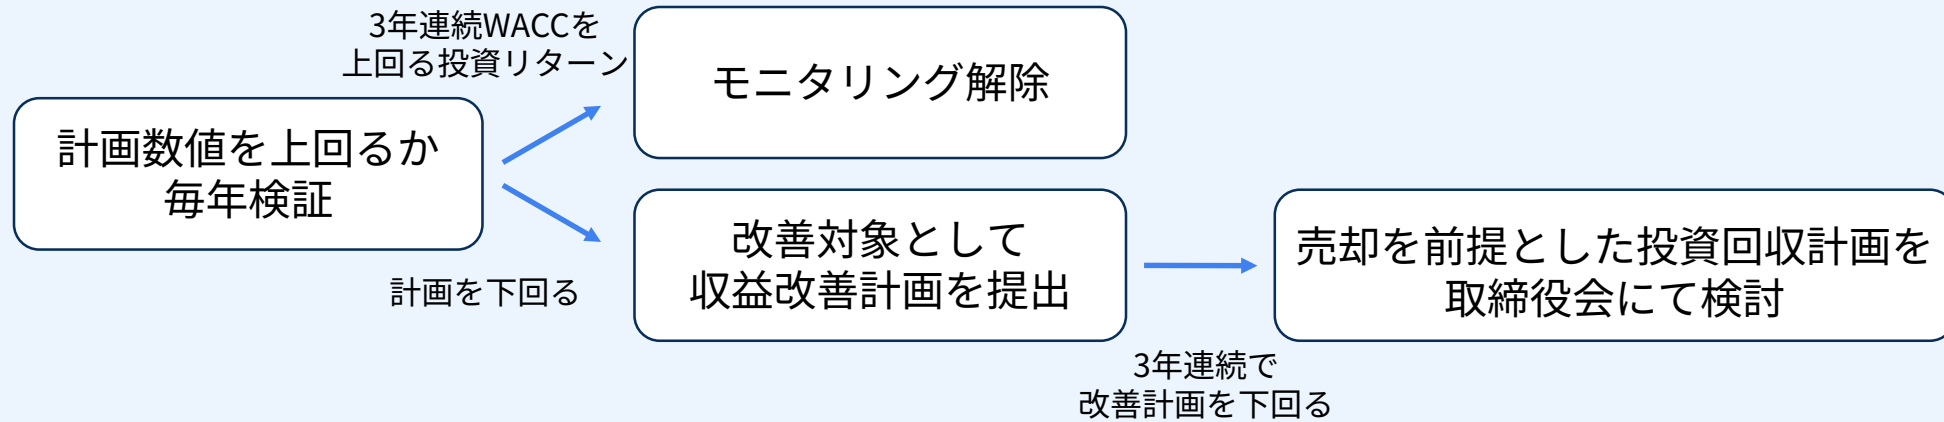 3年連続WACCを
上回る投資リターン
モニタリング解除
計画数値を上回るか
毎年検証
計画を下回る
改善対象として
収益改善計画を提出
売却を前提とした投資回収計画を
取締役会にて検討
3年連続で
改善計画を下回る